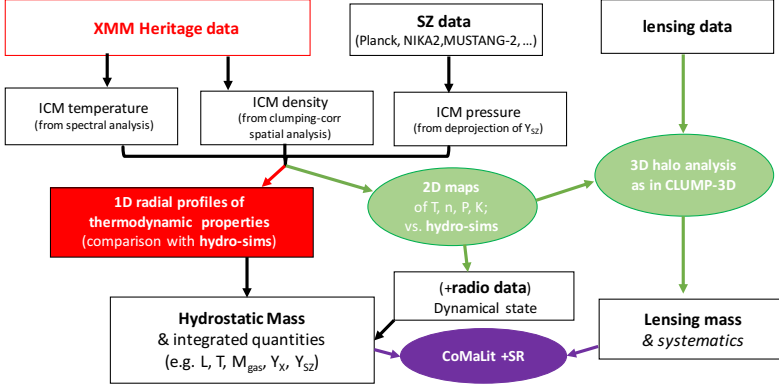 XMM Heritage data
SZ data
(Planck, NIKA2,MUSTANG-2, ...)
lensing data
ICM temperature
(from spectral analysis)
ICM density
(from clumping-corr
spatial analysis)
ICM pressure
(from deprojection of YSZ)
1D radial profiles of
thermodynamic properties
(comparison with hydro-sims)
2D maps
of T, n, P, K;
vs. hydro-sims
3D halo analysis
as in CLUMP-3D
(+radio data)
Dynamical state
Hydrostatic Mass
& integrated quantities
(e.g. L, T, Mgas, YX, YSZ)
CoMaLit +SR
Lensing mass
& systematics